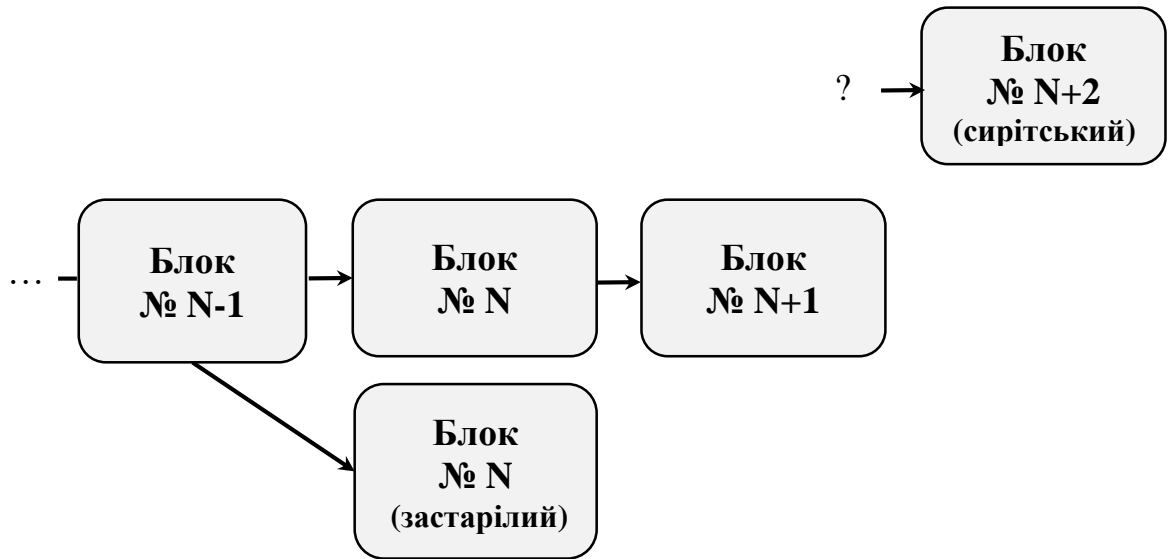 Блок
№ N+2
(сирітський)
?
…
Блок
№ N-1
Блок
№ N
Блок
№ N+1
Блок
№ N
(застарілий)